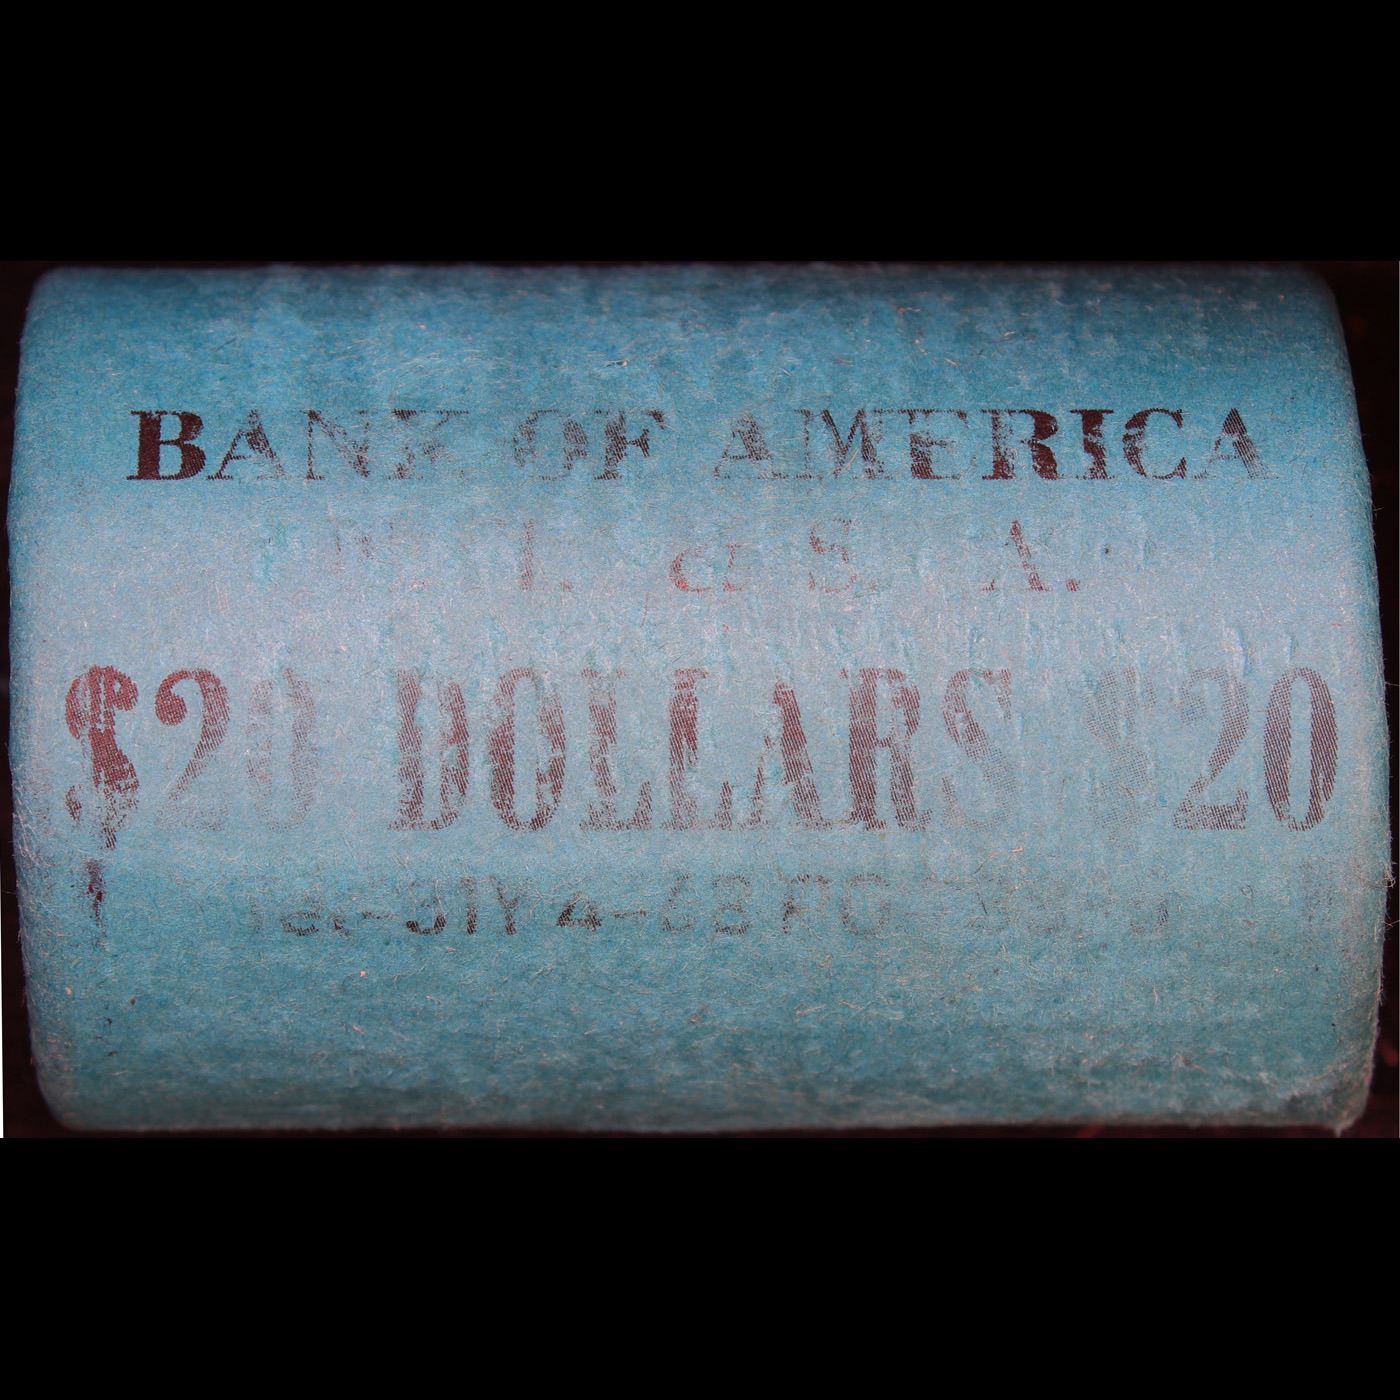 BANK OF AMERICA
L. & S. A.
$20 DOLLARS $20